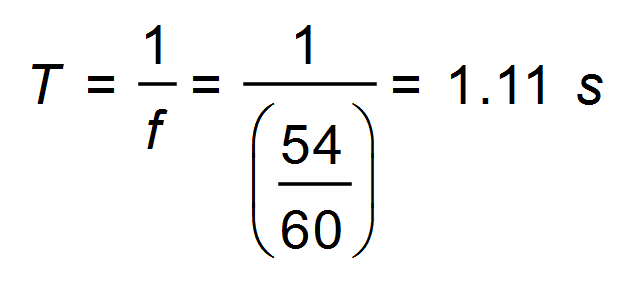 T = 1/f = 1/(54/60) = 1.11 s